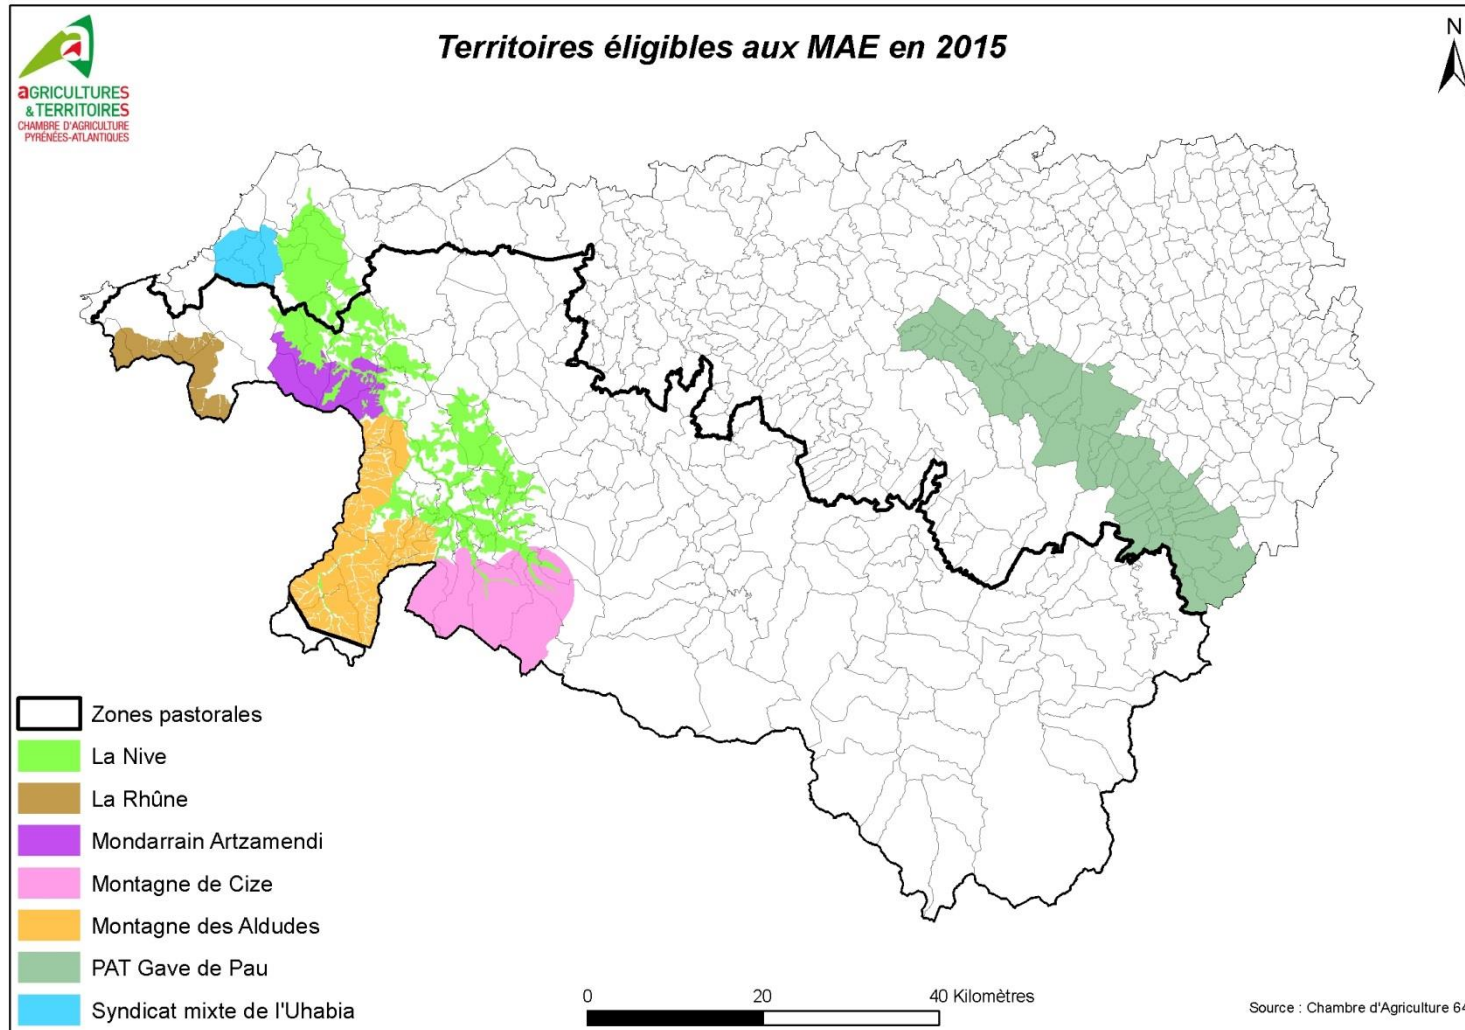 Territoires éligibles aux MAE en 2015
N
a
aGRICULTURES
& TERRITOIRES
CHAMBRE D'AGRICULTURE
PYRÉNÉES-ATLANTIQUES
Zones pastorales
La Nive
La Rhûne
Mondarrain Artzamendi
Montagne de Cize
Montagne des Aldudes
PAT Gave de Pau
Syndicat mixte de l'Uhabia
0 20 40 Kilomètres
Source : Chambre d'Agriculture 64